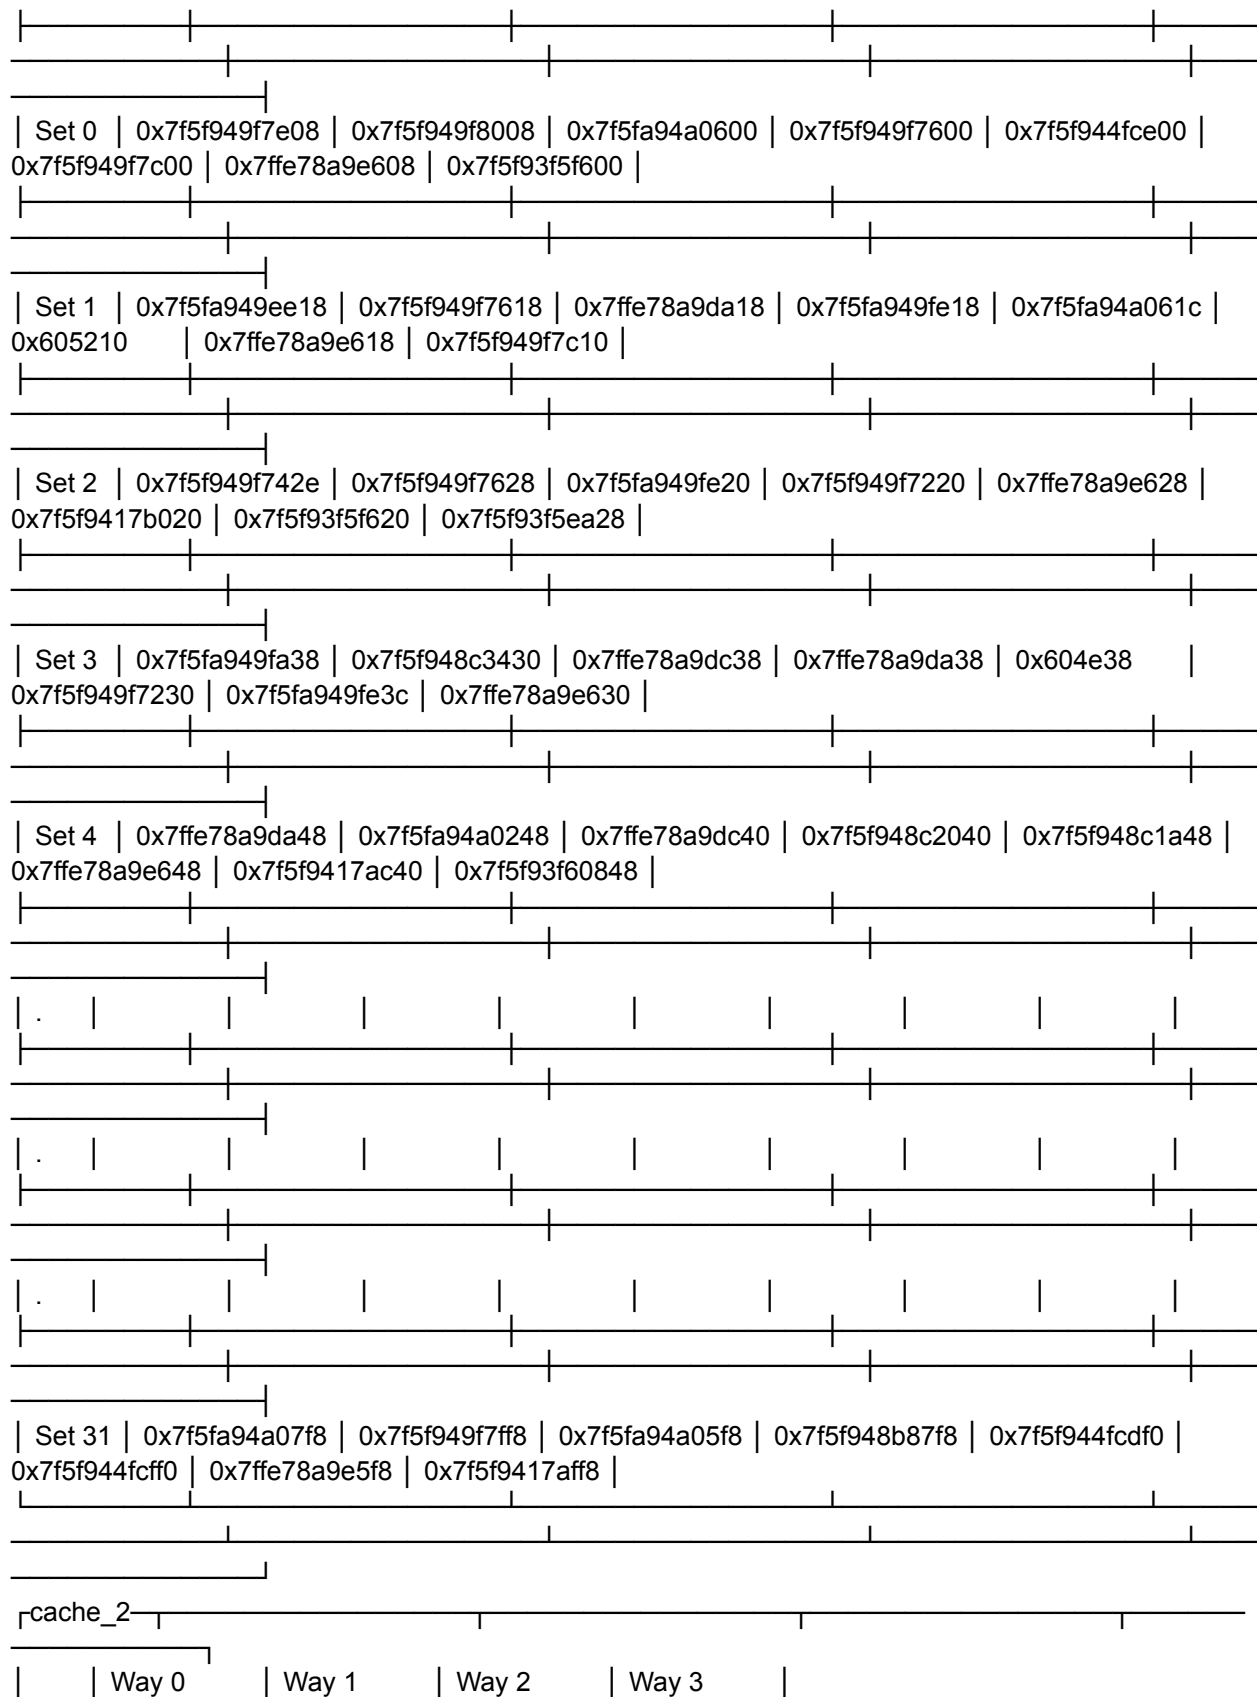 │ Set 0 │ 0x7f5f949f7e08 │ 0x7f5f949f8008 │ 0x7f5fa94a0600 │ 0x7f5f949f7600 │ 0x7f5f944fce00 │
0x7f5f949f7c00 │ 0x7ffe78a9e608 │ 0x7f5f93f5f600 │
│ Set 1 │ 0x7f5fa949ee18 │ 0x7f5f949f7618 │ 0x7ffe78a9da18 │ 0x7f5fa949fe18 │ 0x7f5fa94a061c │
0x605210 │ 0x7ffe78a9e618 │ 0x7f5f949f7c10 │
│ Set 2 │ 0x7f5f949f742e │ 0x7f5f949f7628 │ 0x7f5fa949fe20 │ 0x7f5f949f7220 │ 0x7ffe78a9e628 │
0x7f5f9417b020 │ 0x7f5f93f5f620 │ 0x7f5f93f5ea28 │
│ Set 3 │ 0x7f5fa949fa38 │ 0x7f5f948c3430 │ 0x7ffe78a9dc38 │ 0x7ffe78a9da38 │ 0x604e38 │
0x7f5f949f7230 │ 0x7f5fa949fe3c │ 0x7ffe78a9e630 │
│ Set 4 │ 0x7ffe78a9da48 │ 0x7f5fa94a0248 │ 0x7ffe78a9dc40 │ 0x7f5f948c2040 │ 0x7f5f948c1a48 │
0x7ffe78a9e648 │ 0x7f5f9417ac40 │ 0x7f5f93f60848 │
│ . │ │ │ │ │ │ │ │ │
│ . │ │ │ │ │ │ │ │ │
│ . │ │ │ │ │ │ │ │ │
│ Set 31 │ 0x7f5fa94a07f8 │ 0x7f5f949f7ff8 │ 0x7f5fa94a05f8 │ 0x7f5f948b87f8 │ 0x7f5f944fcdf0 │
0x7f5f944fcff0 │ 0x7ffe78a9e5f8 │ 0x7f5f9417aff8 │
cache_2
│ │ Way 0 │ Way 1 │ Way 2 │ Way 3 │